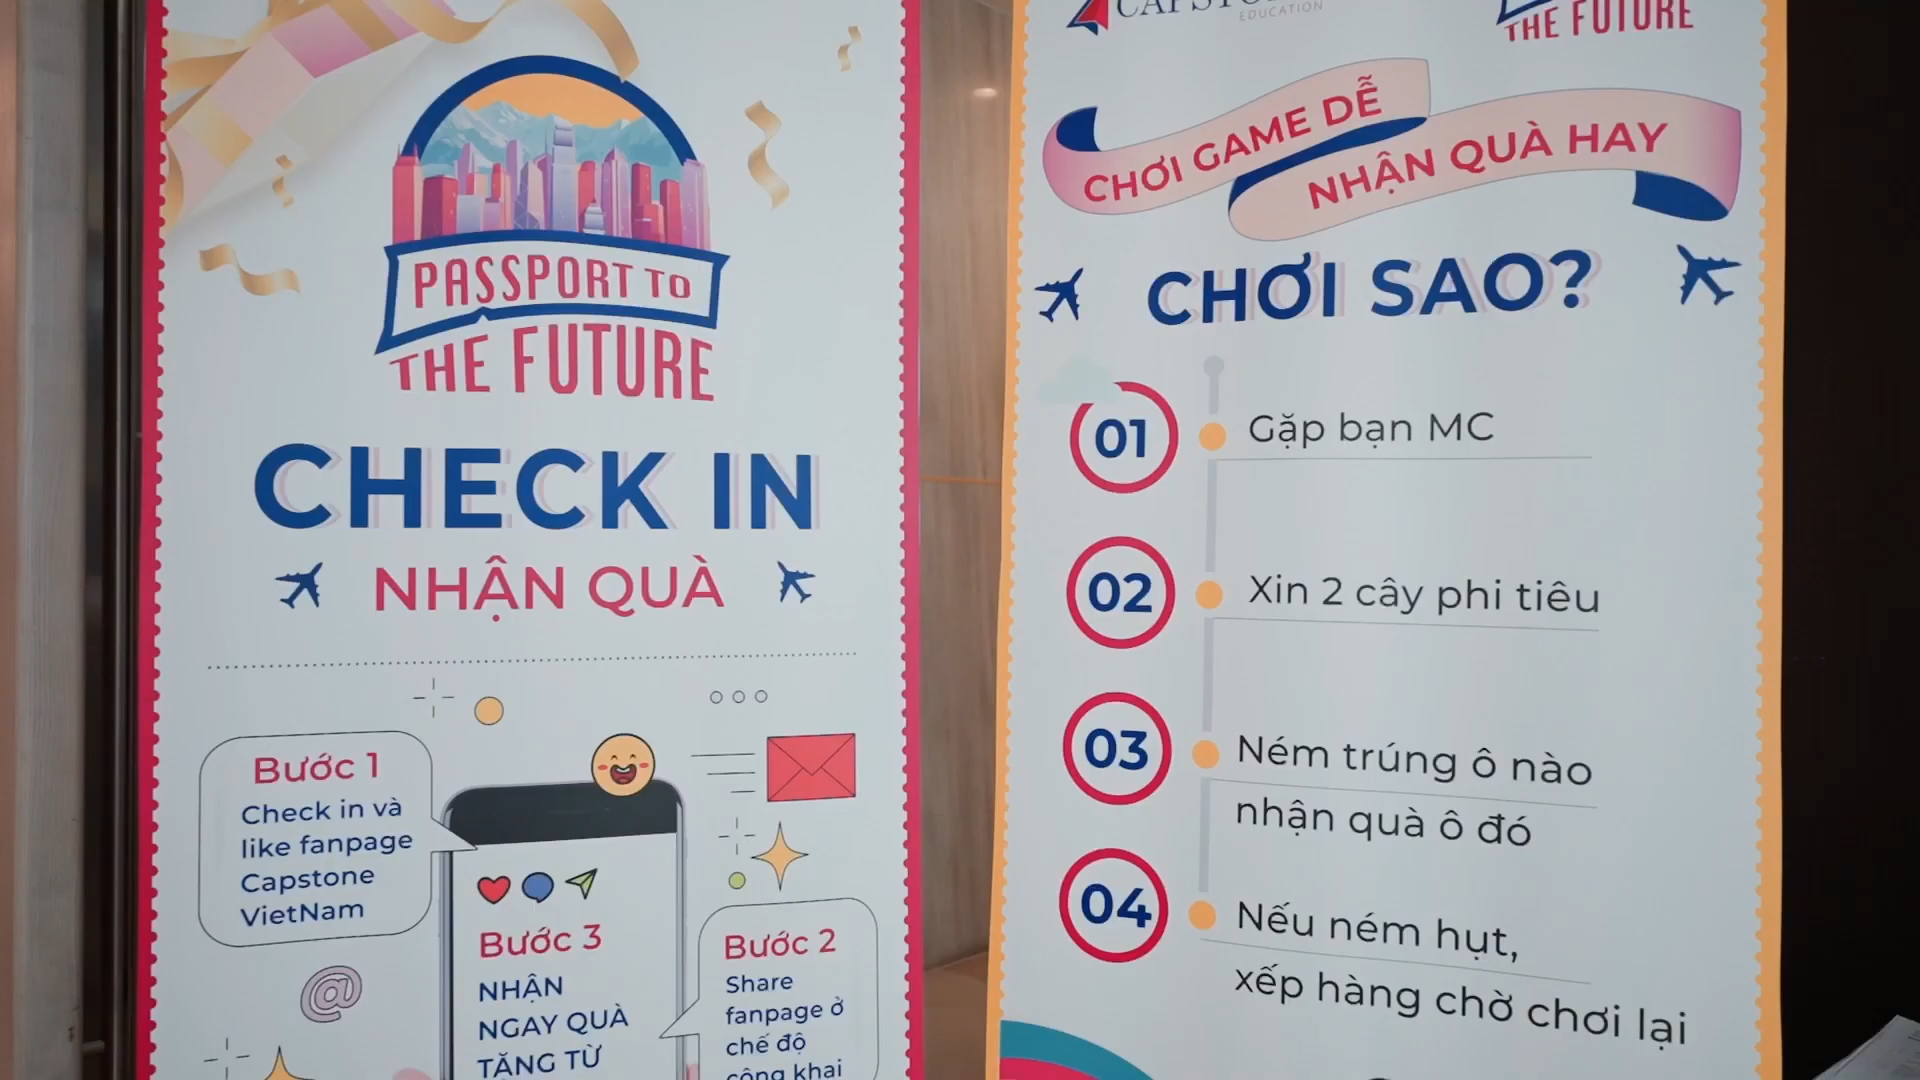 PASSPORT TO
THE FUTURE
CHECK IN
NHẬN QUÀ
Bước 1
Check in và
like fanpage
Capstone
VietNam
Bước 3
NHẬN
NGAY QUÀ
TẶNG TỪ
Bước 2
Share
fanpage ở
chế độ
công khai
EDUCATION
THE FUTURE
CHƠI GAME DỄ
NHẬN QUÀ HAY
CHƠI SAO?
01
Gặp bạn MC
02
Xin 2 cây phi tiêu
03
Ném trúng ô nào
nhận quà ô đó
04
Nếu ném hụt,
xếp hàng chờ chơi lại